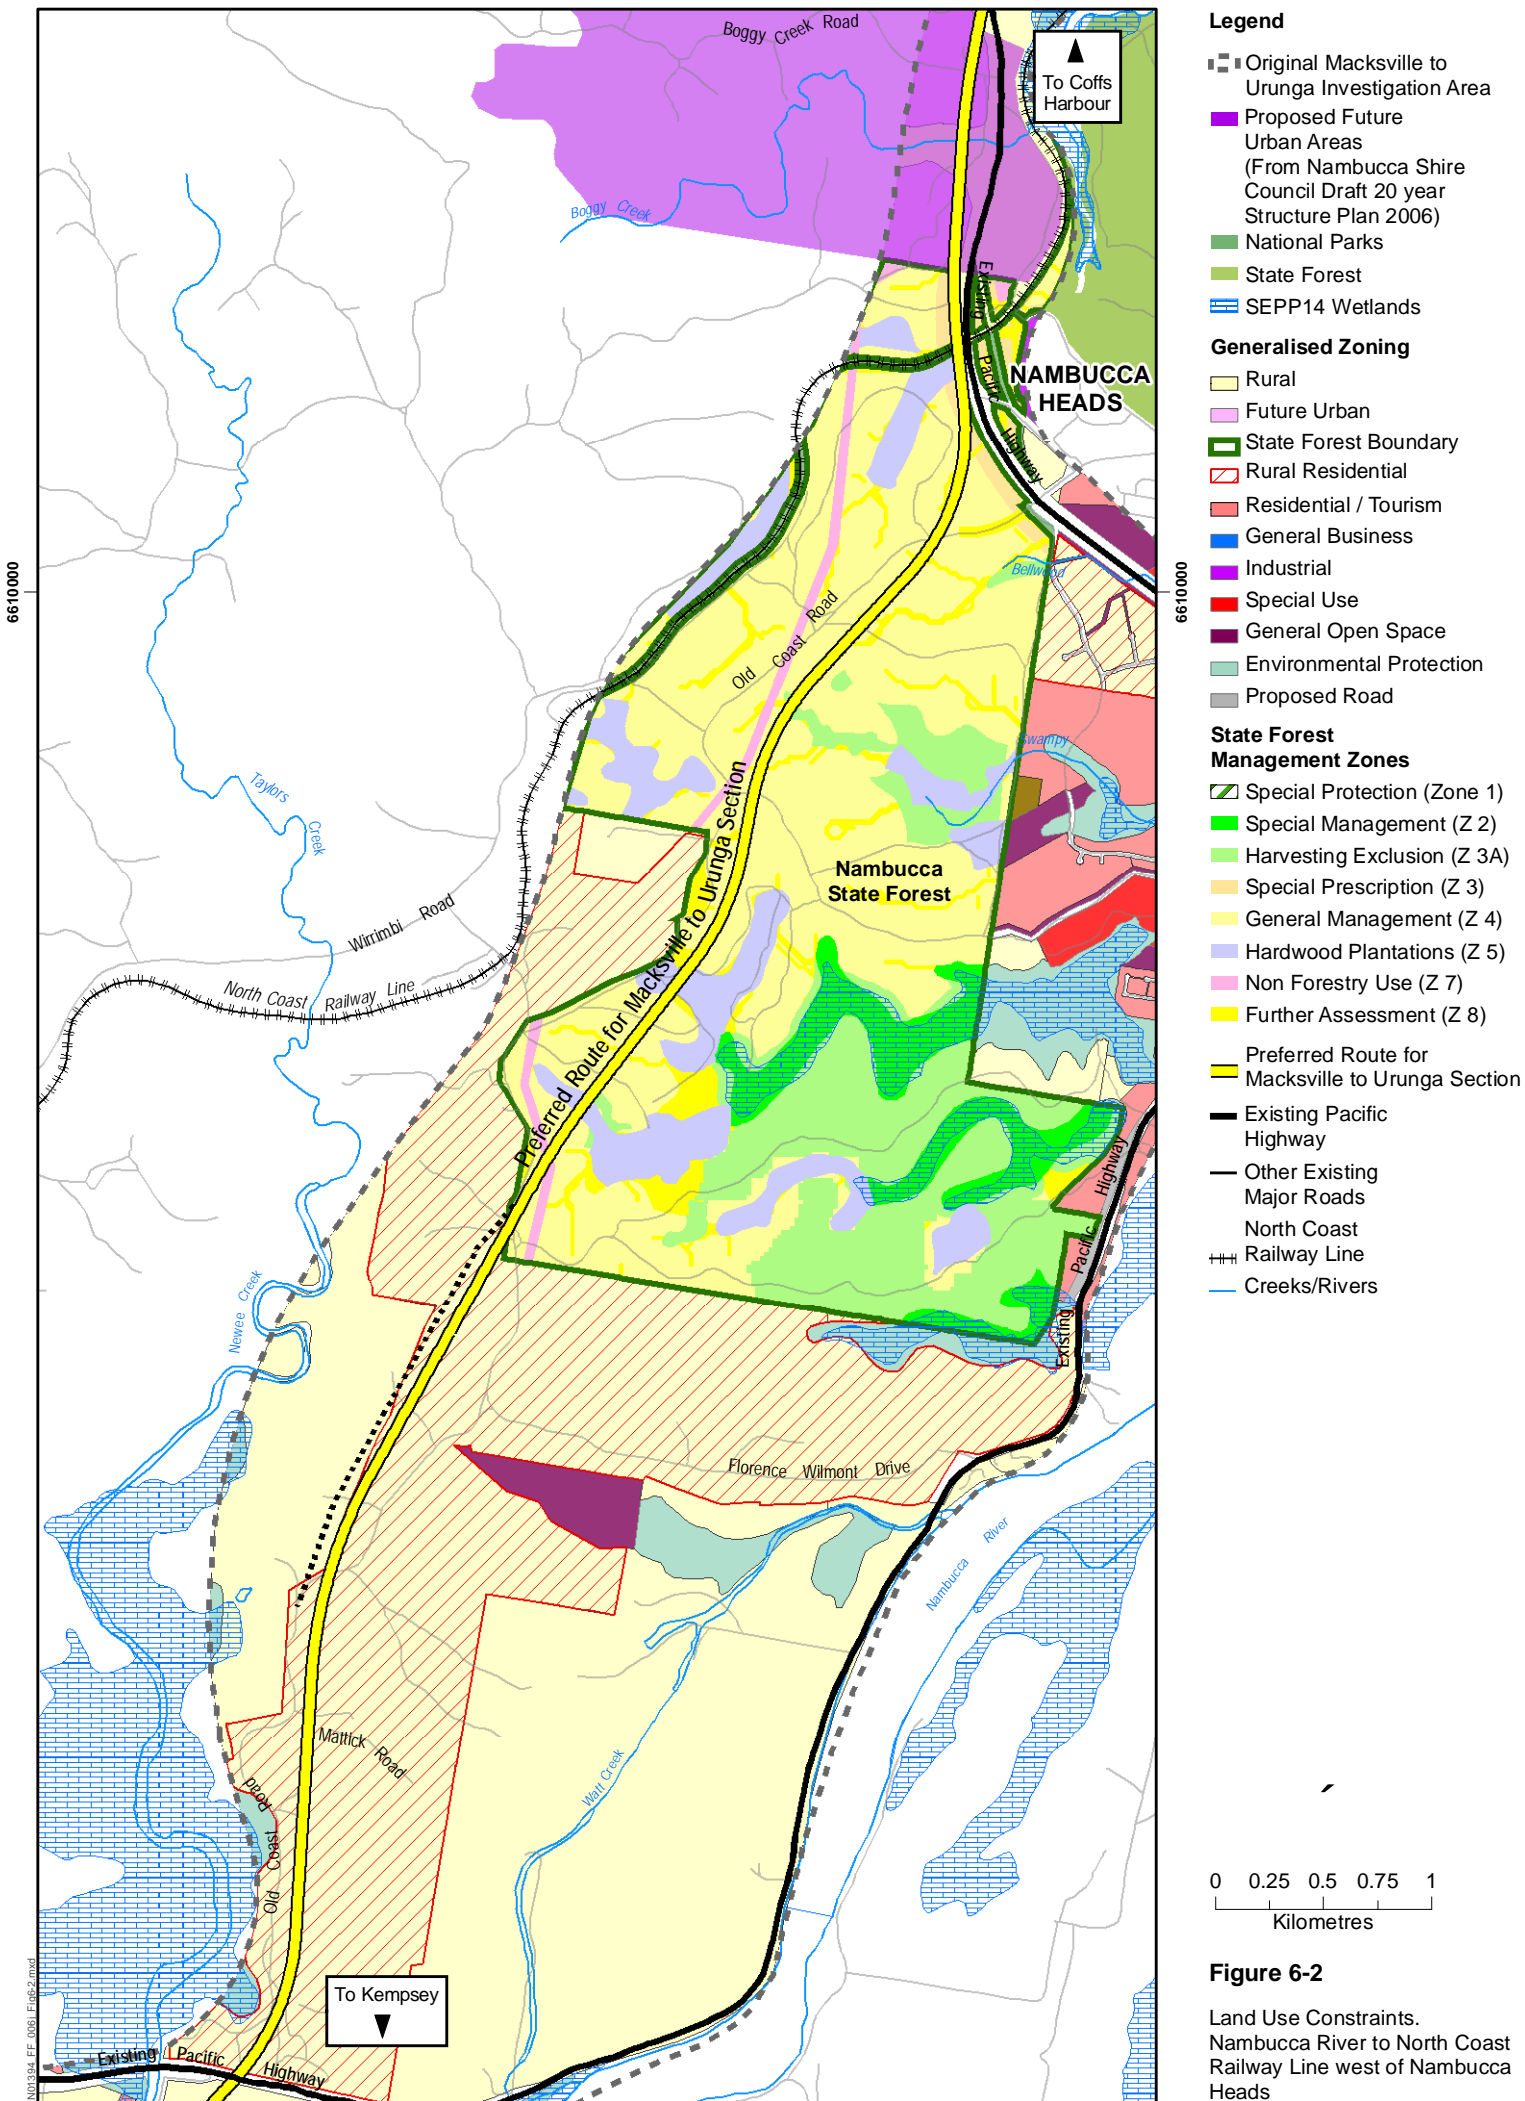 Boggy Creek Road
To Coffs
Harbour
Boggy Creek
Existing
Pacific
Highway
NAMBUCCA
HEADS
6610000
6610000
Bellwood
Old Coast Road
Swampy
Taylors
Creek
Nambucca
State Forest
Wirrimbi Road
North Coast Railway Line
Preferred Route for Macksville to Urunga Section
Highway
Pacific
Existing
Newee Creek
Florence Wilmont Drive
Nambucca River
Mattick Road
Watt Creek
Old Coast Road
To Kempsey
Existing Pacific Highway
Legend
Original Macksville to
Urunga Investigation Area
Proposed Future
Urban Areas
(From Nambucca Shire
Council Draft 20 year
Structure Plan 2006)
National Parks
State Forest
SEPP14 Wetlands
Generalised Zoning
Rural
Future Urban
State Forest Boundary
Rural Residential
Residential / Tourism
General Business
Industrial
Special Use
General Open Space
Environmental Protection
Proposed Road
State Forest
Management Zones
Special Protection (Zone 1)
Special Management (Z 2)
Harvesting Exclusion (Z 3A)
Special Prescription (Z 3)
General Management (Z 4)
Hardwood Plantations (Z 5)
Non Forestry Use (Z 7)
Further Assessment (Z 8)
Preferred Route for
Macksville to Urunga Section
Existing Pacific
Highway
Other Existing
Major Roads
North Coast
Railway Line
Creeks/Rivers
0 0.25 0.5 0.75 1
Kilometres
Figure 6-2
Land Use Constraints.
Nambucca River to North Coast
Railway Line west of Nambucca
Heads